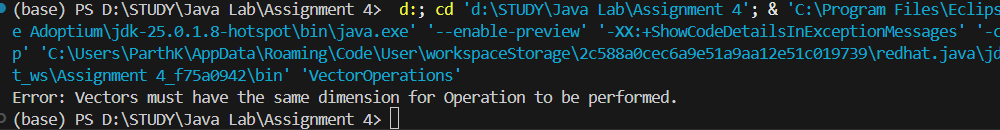 (base) PS D:\STUDY\Java Lab\Assignment 4>  d:; cd 'd:\STUDY\Java Lab\Assignment 4'; & 'C:\Program Files\Eclips
e Adoptium\jdk-25.0.1.8-hotspot\bin\java.exe' '--enable-preview' '-XX:+ShowCodeDetailsInExceptionMessages' '-c
p' 'C:\Users\ParthK\AppData\Roaming\Code\User\workspaceStorage\2c588a0cec6a9e51a9aa12e51c019739\redhat.java\jd
t_ws\Assignment 4_f75a0942\bin' 'VectorOperations'
Error: Vectors must have the same dimension for Operation to be performed.
(base) PS D:\STUDY\Java Lab\Assignment 4>